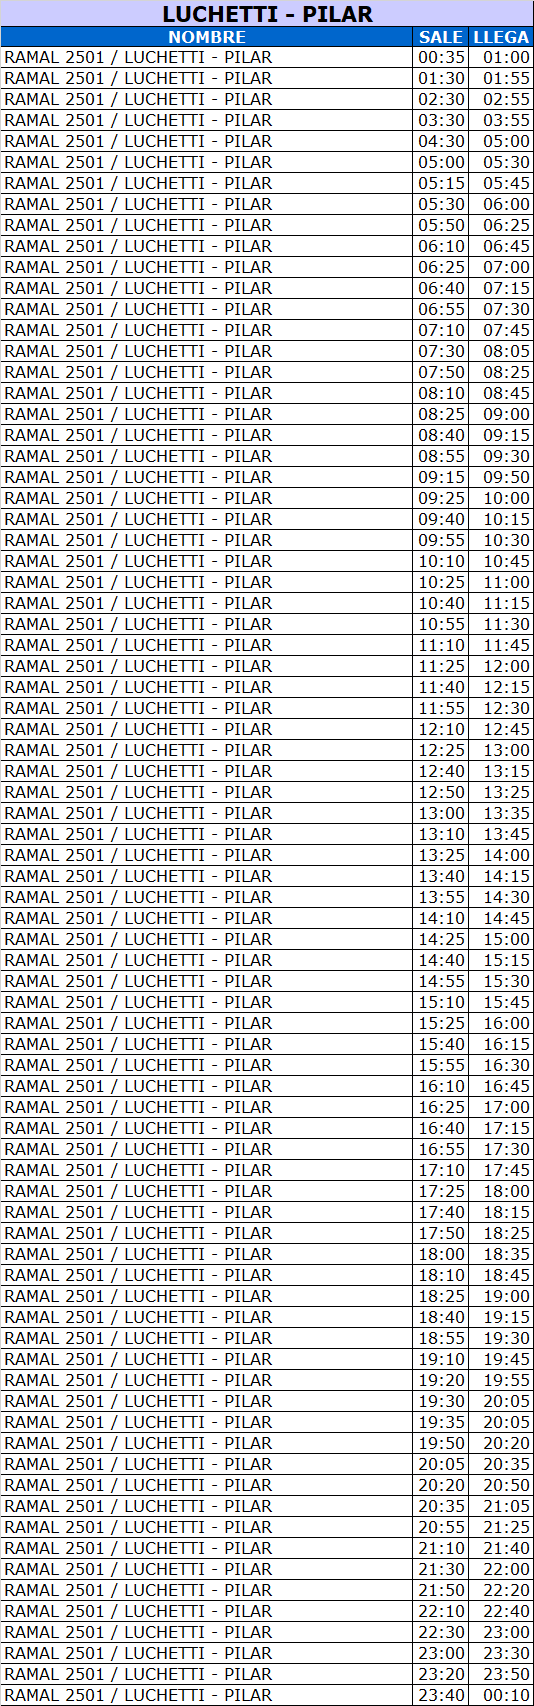 LUCHETTI - PILAR
NOMBRE SALE LLEGA
RAMAL 2501 / LUCHETTI - PILAR 00:35 01:00
RAMAL 2501 / LUCHETTI - PILAR 01:30 01:55
RAMAL 2501 / LUCHETTI - PILAR 02:30 02:55
RAMAL 2501 / LUCHETTI - PILAR 03:30 03:55
RAMAL 2501 / LUCHETTI - PILAR 04:30 05:00
RAMAL 2501 / LUCHETTI - PILAR 05:00 05:30
RAMAL 2501 / LUCHETTI - PILAR 05:15 05:45
RAMAL 2501 / LUCHETTI - PILAR 05:30 06:00
RAMAL 2501 / LUCHETTI - PILAR 05:50 06:25
RAMAL 2501 / LUCHETTI - PILAR 06:10 06:45
RAMAL 2501 / LUCHETTI - PILAR 06:25 07:00
RAMAL 2501 / LUCHETTI - PILAR 06:40 07:15
RAMAL 2501 / LUCHETTI - PILAR 06:55 07:30
RAMAL 2501 / LUCHETTI - PILAR 07:10 07:45
RAMAL 2501 / LUCHETTI - PILAR 07:30 08:05
RAMAL 2501 / LUCHETTI - PILAR 07:50 08:25
RAMAL 2501 / LUCHETTI - PILAR 08:10 08:45
RAMAL 2501 / LUCHETTI - PILAR 08:25 09:00
RAMAL 2501 / LUCHETTI - PILAR 08:40 09:15
RAMAL 2501 / LUCHETTI - PILAR 08:55 09:30
RAMAL 2501 / LUCHETTI - PILAR 09:15 09:50
RAMAL 2501 / LUCHETTI - PILAR 09:25 10:00
RAMAL 2501 / LUCHETTI - PILAR 09:40 10:15
RAMAL 2501 / LUCHETTI - PILAR 09:55 10:30
RAMAL 2501 / LUCHETTI - PILAR 10:10 10:45
RAMAL 2501 / LUCHETTI - PILAR 10:25 11:00
RAMAL 2501 / LUCHETTI - PILAR 10:40 11:15
RAMAL 2501 / LUCHETTI - PILAR 10:55 11:30
RAMAL 2501 / LUCHETTI - PILAR 11:10 11:45
RAMAL 2501 / LUCHETTI - PILAR 11:25 12:00
RAMAL 2501 / LUCHETTI - PILAR 11:40 12:15
RAMAL 2501 / LUCHETTI - PILAR 11:55 12:30
RAMAL 2501 / LUCHETTI - PILAR 12:10 12:45
RAMAL 2501 / LUCHETTI - PILAR 12:25 13:00
RAMAL 2501 / LUCHETTI - PILAR 12:40 13:15
RAMAL 2501 / LUCHETTI - PILAR 12:50 13:25
RAMAL 2501 / LUCHETTI - PILAR 13:00 13:35
RAMAL 2501 / LUCHETTI - PILAR 13:10 13:45
RAMAL 2501 / LUCHETTI - PILAR 13:25 14:00
RAMAL 2501 / LUCHETTI - PILAR 13:40 14:15
RAMAL 2501 / LUCHETTI - PILAR 13:55 14:30
RAMAL 2501 / LUCHETTI - PILAR 14:10 14:45
RAMAL 2501 / LUCHETTI - PILAR 14:25 15:00
RAMAL 2501 / LUCHETTI - PILAR 14:40 15:15
RAMAL 2501 / LUCHETTI - PILAR 14:55 15:30
RAMAL 2501 / LUCHETTI - PILAR 15:10 15:45
RAMAL 2501 / LUCHETTI - PILAR 15:25 16:00
RAMAL 2501 / LUCHETTI - PILAR 15:40 16:15
RAMAL 2501 / LUCHETTI - PILAR 15:55 16:30
RAMAL 2501 / LUCHETTI - PILAR 16:10 16:45
RAMAL 2501 / LUCHETTI - PILAR 16:25 17:00
RAMAL 2501 / LUCHETTI - PILAR 16:40 17:15
RAMAL 2501 / LUCHETTI - PILAR 16:55 17:30
RAMAL 2501 / LUCHETTI - PILAR 17:10 17:45
RAMAL 2501 / LUCHETTI - PILAR 17:25 18:00
RAMAL 2501 / LUCHETTI - PILAR 17:40 18:15
RAMAL 2501 / LUCHETTI - PILAR 17:50 18:25
RAMAL 2501 / LUCHETTI - PILAR 18:00 18:35
RAMAL 2501 / LUCHETTI - PILAR 18:10 18:45
RAMAL 2501 / LUCHETTI - PILAR 18:25 19:00
RAMAL 2501 / LUCHETTI - PILAR 18:40 19:15
RAMAL 2501 / LUCHETTI - PILAR 18:55 19:30
RAMAL 2501 / LUCHETTI - PILAR 19:10 19:45
RAMAL 2501 / LUCHETTI - PILAR 19:20 19:55
RAMAL 2501 / LUCHETTI - PILAR 19:30 20:05
RAMAL 2501 / LUCHETTI - PILAR 19:35 20:05
RAMAL 2501 / LUCHETTI - PILAR 19:50 20:20
RAMAL 2501 / LUCHETTI - PILAR 20:05 20:35
RAMAL 2501 / LUCHETTI - PILAR 20:20 20:50
RAMAL 2501 / LUCHETTI - PILAR 20:35 21:05
RAMAL 2501 / LUCHETTI - PILAR 20:55 21:25
RAMAL 2501 / LUCHETTI - PILAR 21:10 21:40
RAMAL 2501 / LUCHETTI - PILAR 21:30 22:00
RAMAL 2501 / LUCHETTI - PILAR 21:50 22:20
RAMAL 2501 / LUCHETTI - PILAR 22:10 22:40
RAMAL 2501 / LUCHETTI - PILAR 22:30 23:00
RAMAL 2501 / LUCHETTI - PILAR 23:00 23:30
RAMAL 2501 / LUCHETTI - PILAR 23:20 23:50
RAMAL 2501 / LUCHETTI - PILAR 23:40 00:10